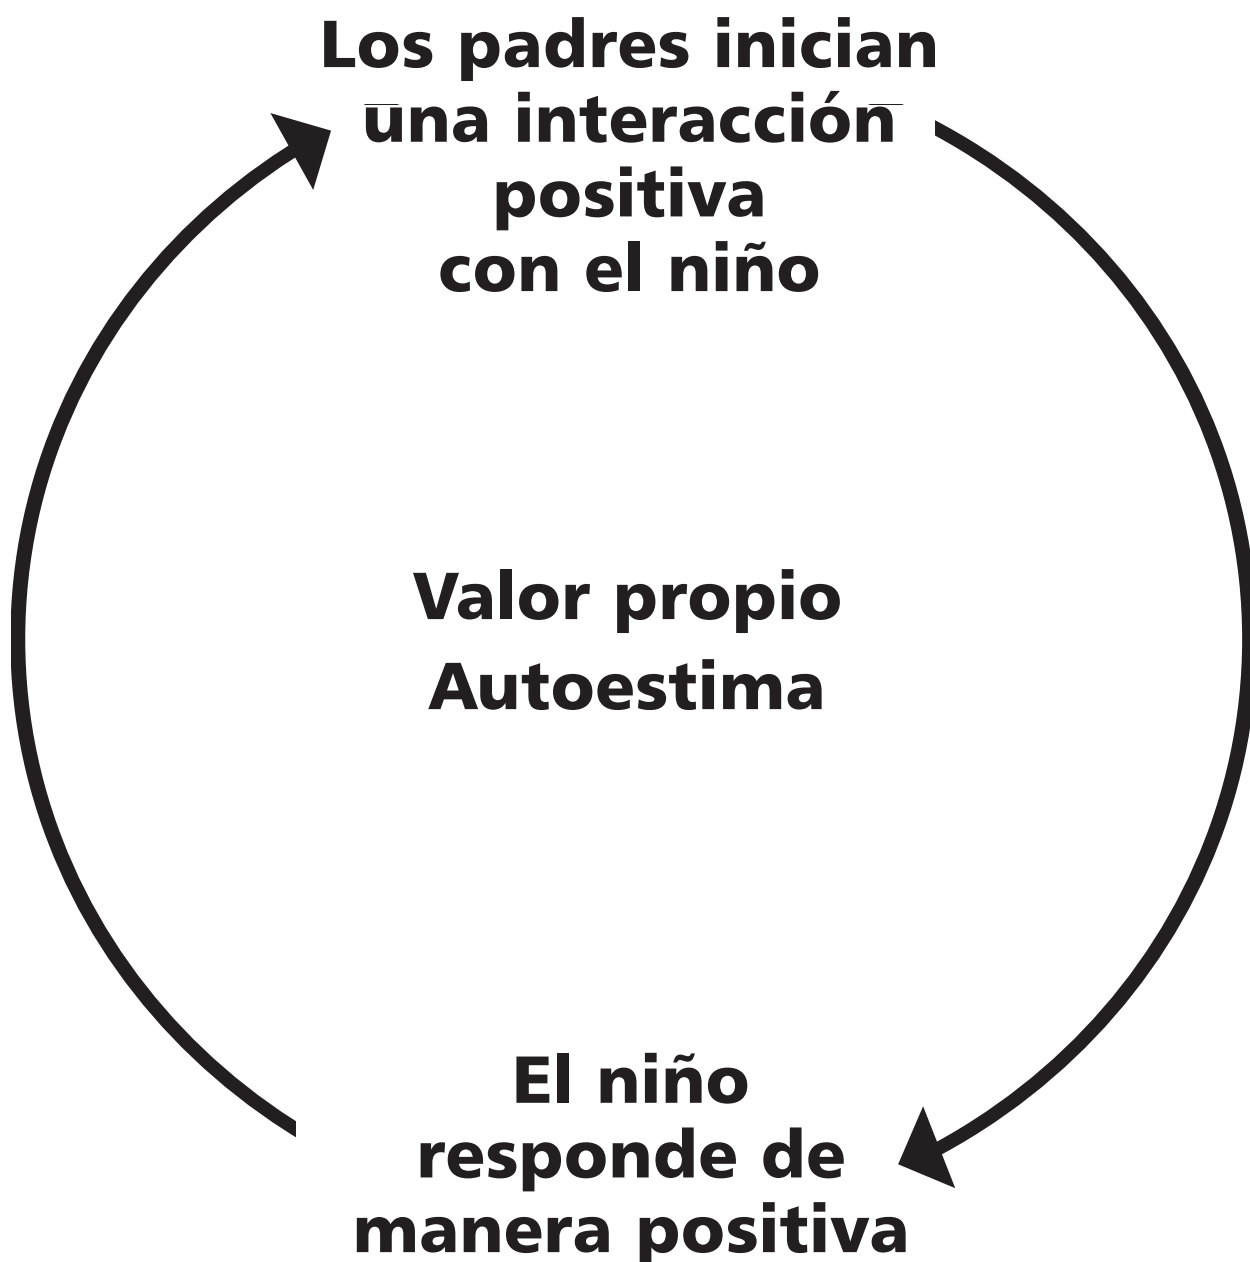 Los padres inician
una interacción
positiva
con el niño
Valor propio
Autoestima
El niño
responde de
manera positiva